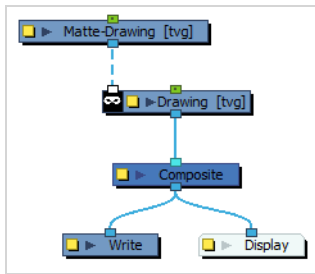 Matte-Drawing [tvg]
Drawing [tvg]
Composite
Write
Display